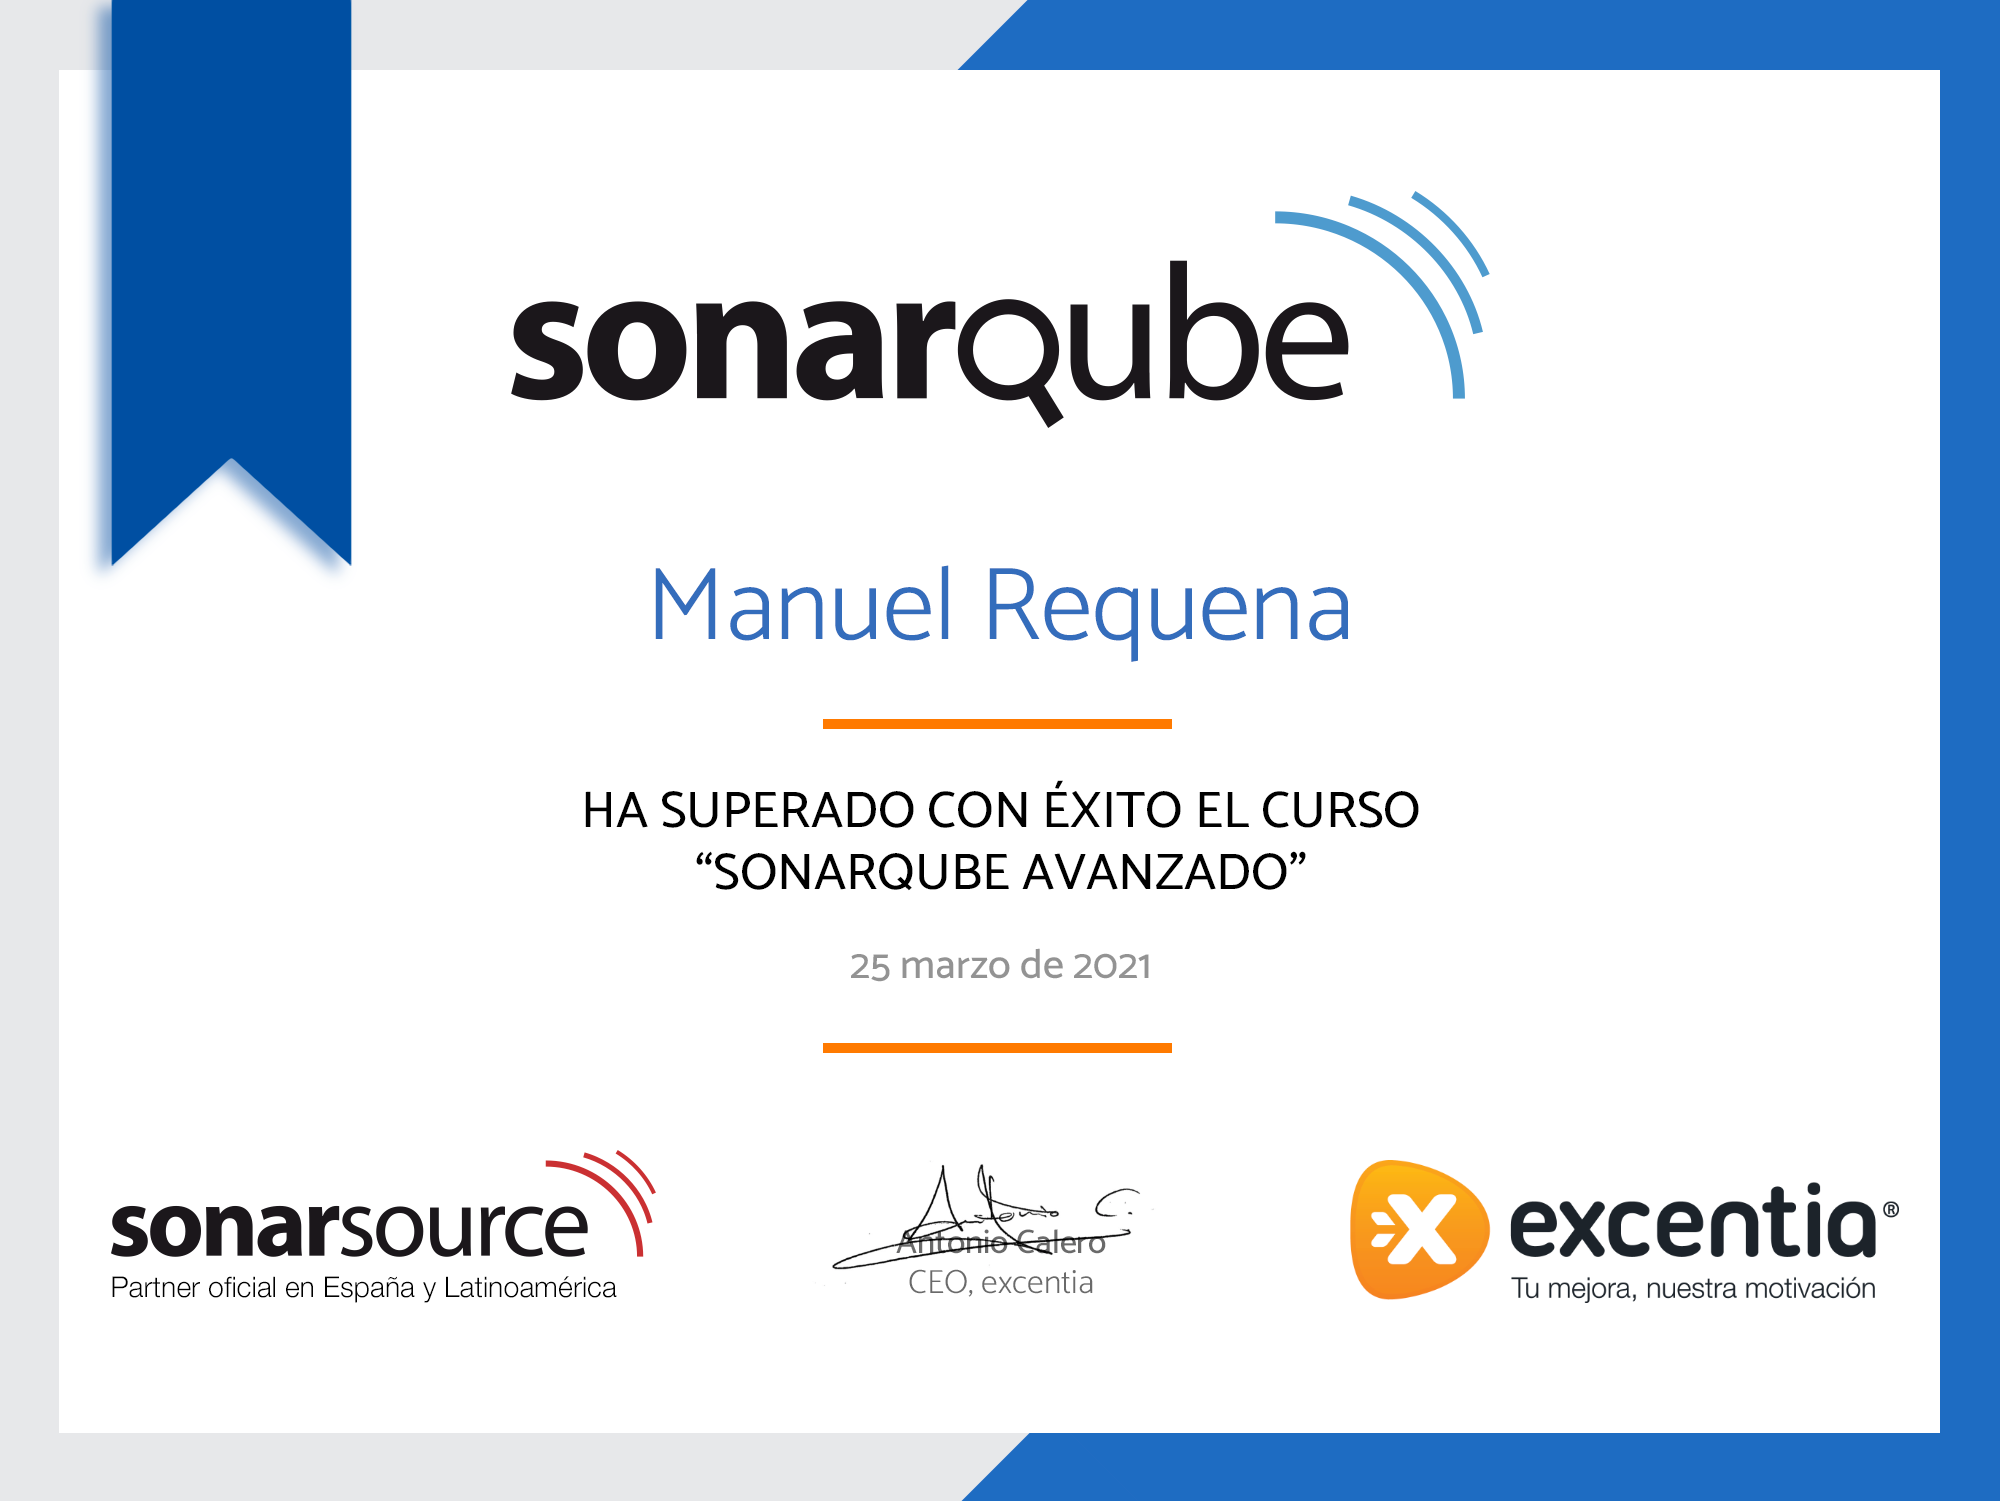 sonarqube
Manuel Requena
HA SUPERADO CON ÉXITO EL CURSO
“SONARQUBE AVANZADO”
25 marzo de 2021
sonarsource
Partner oficial en España y Latinoamérica
Antonio C.
Antonio Calero
CEO, excentia
excentia®
Tu mejora, nuestra motivación